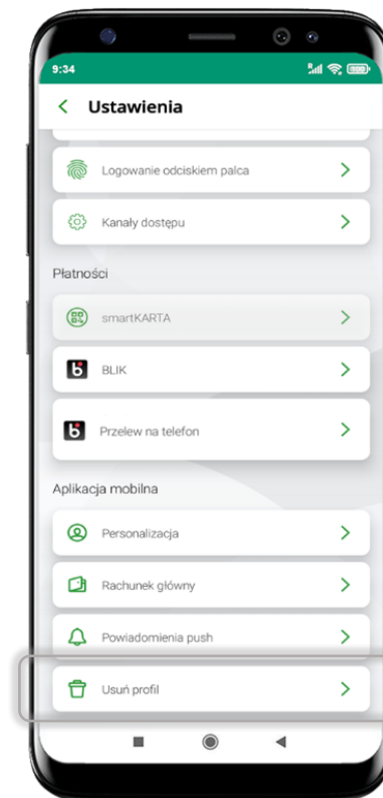 9:34
Ustawienia
Logowanie odciskiem palca
Kanały dostępu
Płatności
smartKARTA
BLIK
Przelew na telefon
Aplikacja mobilna
Personalizacja
Rachunek główny
Powiadomienia push
Usuń profil